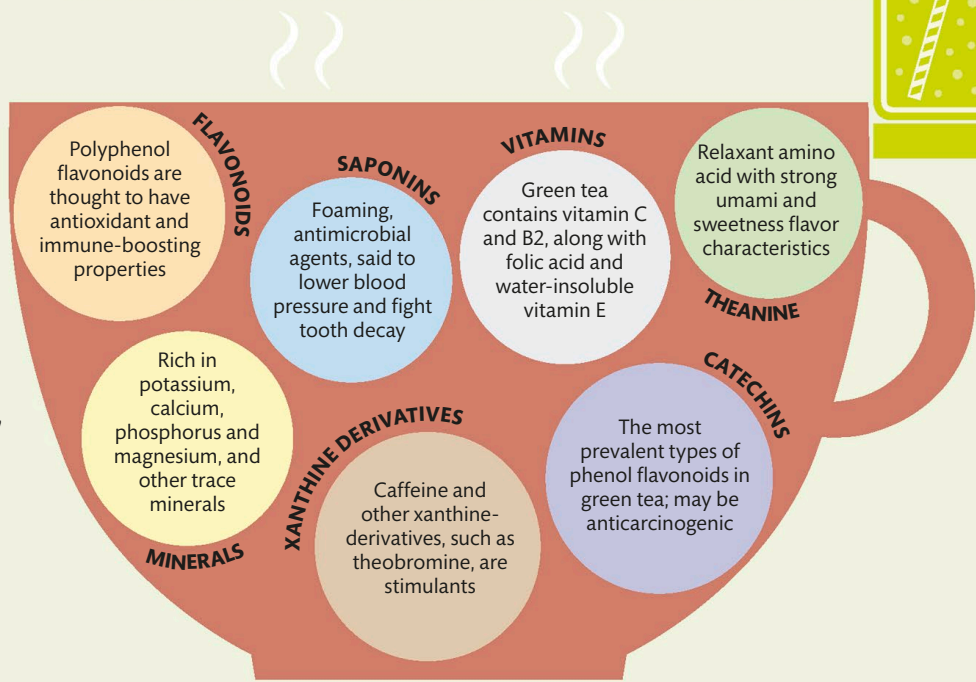 FLAVONOIDS
Polyphenol
flavonoids are
thought to have
antioxidant and
immune-boosting
properties
SAPONINS
Foaming,
antimicrobial
agents, said to
lower blood
pressure and fight
tooth decay
VITAMINS
Green tea
contains vitamin C
and B2, along with
folic acid and
water-insoluble
vitamin E
Relaxant amino
acid with strong
umami and
sweetness flavor
characteristics
THEANINE
Rich in
potassium,
calcium,
phosphorus and
magnesium, and
other trace
minerals
MINERALS
XANTHINE DERIVATIVES
Caffeine and
other xanthine-
derivatives, such as
theobromine, are
stimulants
CATECHINS
The most
prevalent types of
phenol flavonoids in
green tea; may be
anticarcinogenic